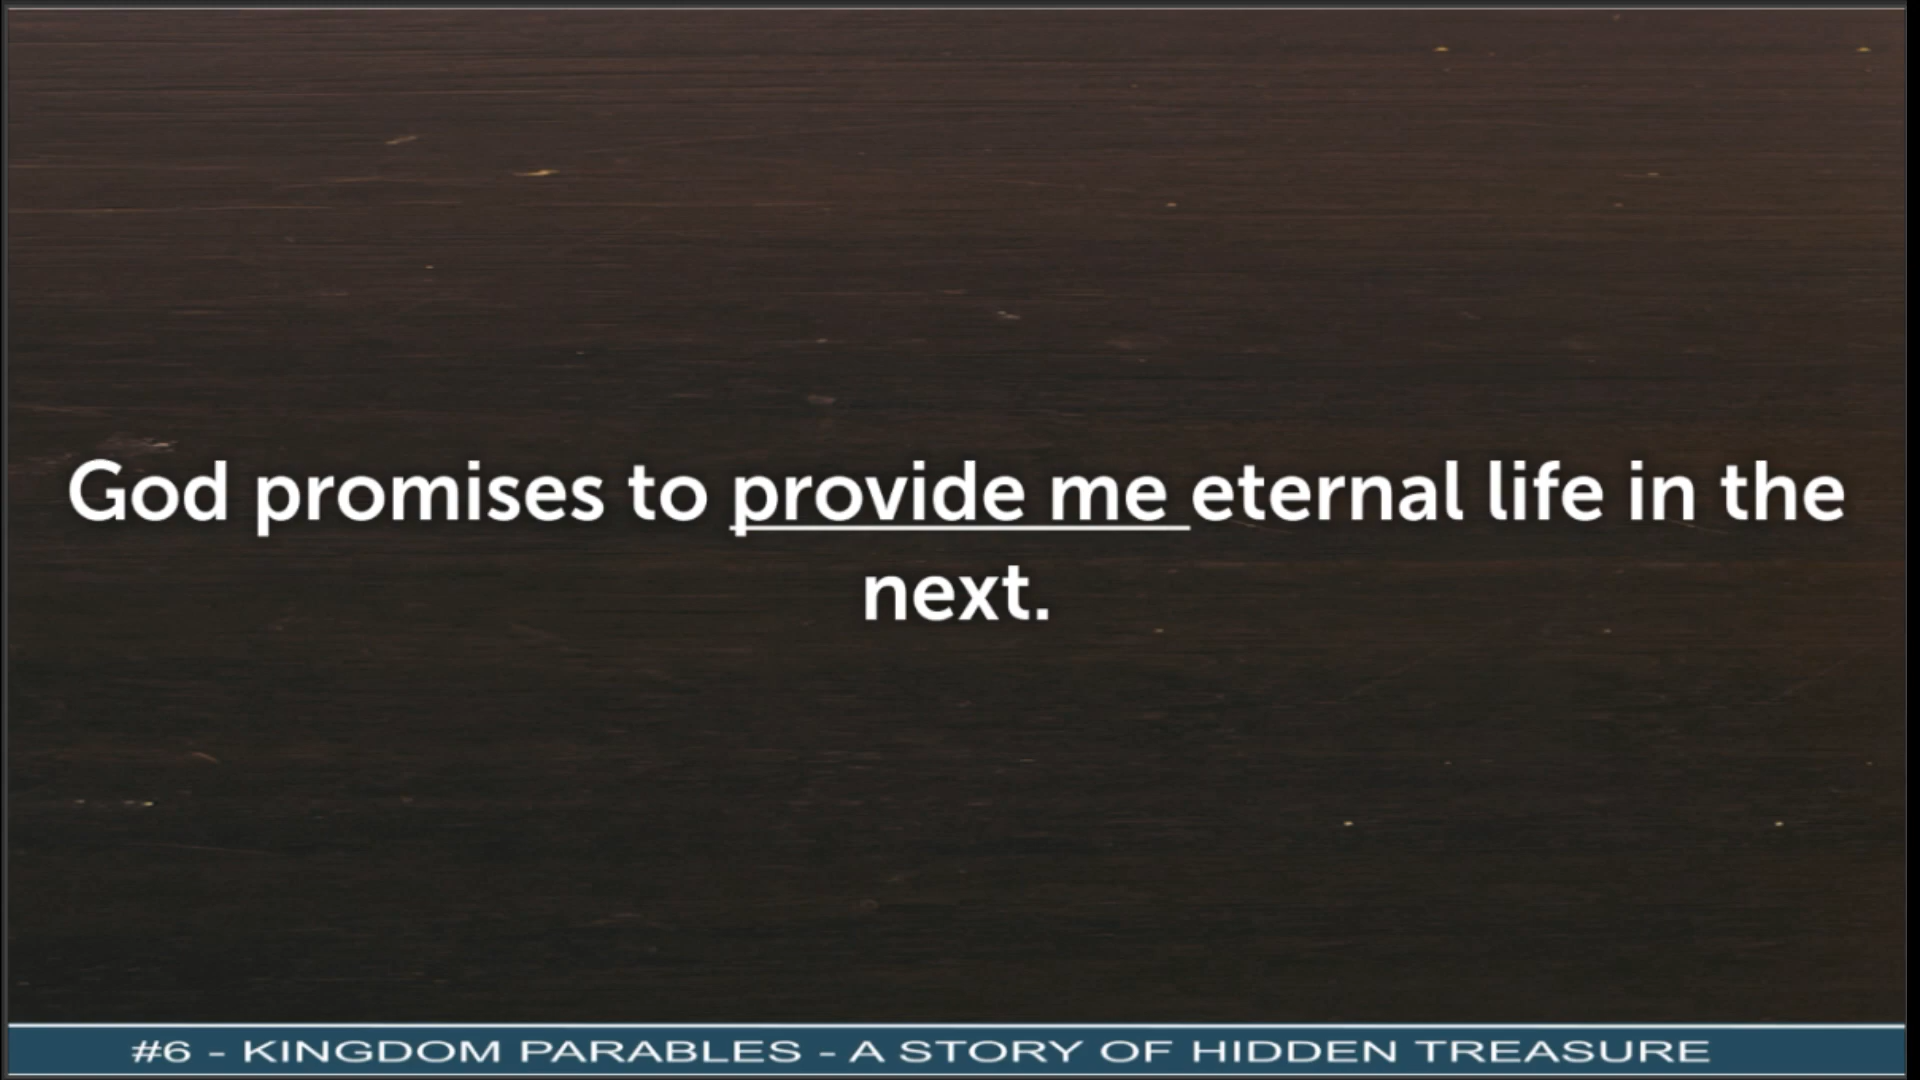 God promises to provide me eternal life in the
next.
#6 - KINGDOM PARABLES - A STORY OF HIDDEN TREASURE